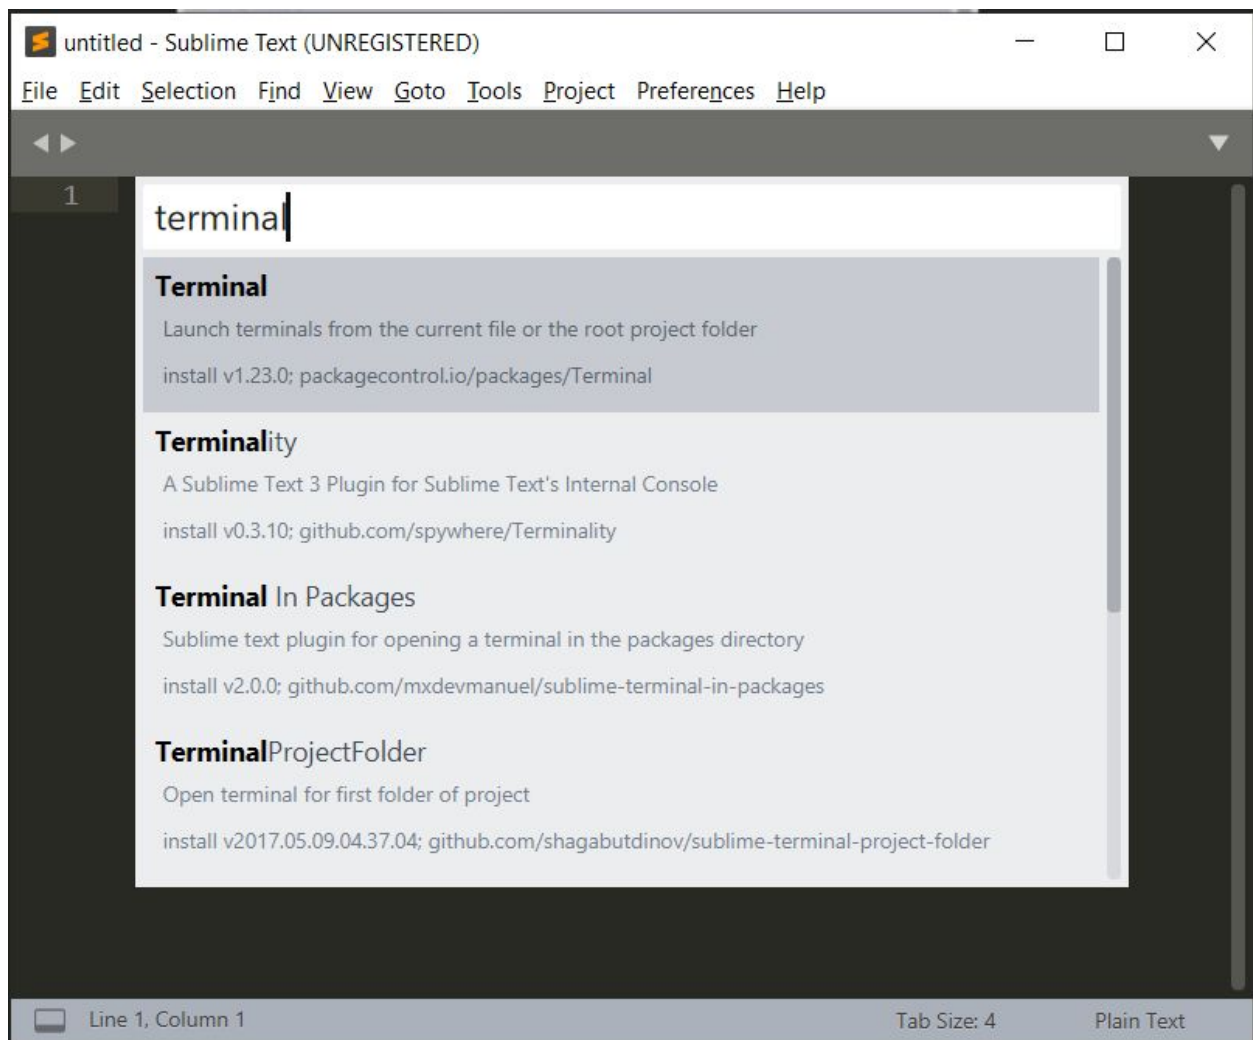 untitled - Sublime Text (UNREGISTERED)
File Edit Selection Find View Goto Tools Project Preferences Help
1
terminal
Terminal
Launch terminals from the current file or the root project folder
install v1.23.0; packagecontrol.io/packages/Terminal
Terminality
A Sublime Text 3 Plugin for Sublime Text's Internal Console
install v0.3.10; github.com/spywhere/Terminality
Terminal In Packages
Sublime text plugin for opening a terminal in the packages directory
install v2.0.0; github.com/mxdevmanuel/sublime-terminal-in-packages
TerminalProjectFolder
Open terminal for first folder of project
install v2017.05.09.04.37.04; github.com/shagabutdinov/sublime-terminal-project-folder
Line 1, Column 1 Tab Size: 4 Plain Text